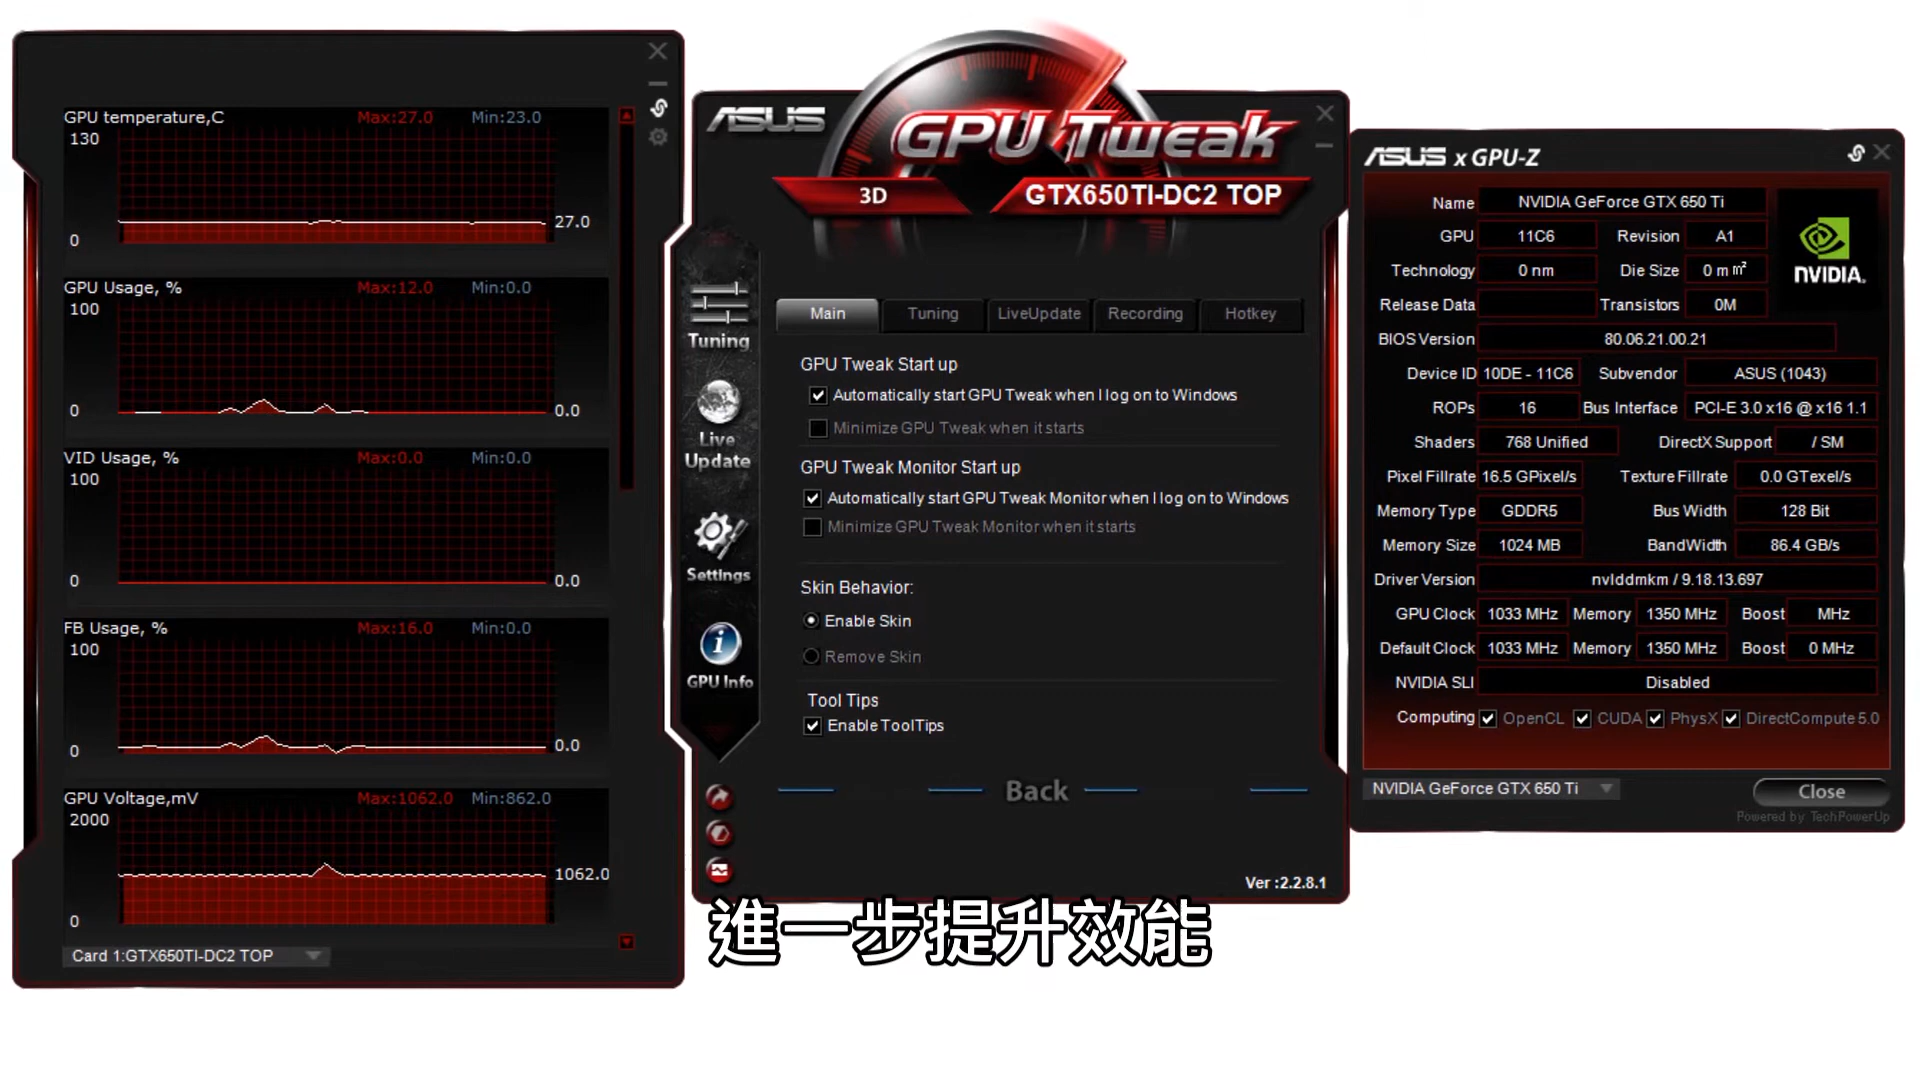 GPU temperature,C Max:27.0 Min:23.0
130
27.0
0
GPU Usage, % Max:12.0 Min:0.0
100
0 0.0
VID Usage, % Max:0.0 Min:0.0
100
0 0.0
FB Usage, % Max:16.0 Min:0.0
100
0 0.0
GPU Voltage,mV Max:1062.0 Min:862.0
2000
1062.0
0
Card 1:GTX650TI-DC2 TOP
ASUS GPU Tweak
3D GTX650TI-DC2 TOP
Tuning
Live
Update
Settings
GPU Info
Main Tuning LiveUpdate Recording Hotkey
GPU Tweak Start up
Automatically start GPU Tweak when I log on to Windows
Minimize GPU Tweak when it starts
GPU Tweak Monitor Start up
Automatically start GPU Tweak Monitor when I log on to Windows
Minimize GPU Tweak Monitor when it starts
Skin Behavior:
Enable Skin
Remove Skin
Tool Tips
Enable ToolTips
Back
Ver :2.2.8.1
ASUS x GPU-Z
Name NVIDIA GeForce GTX 650 Ti
GPU 11C6 Revision A1
Technology 0 nm Die Size 0 m m²
NVIDIA.
Release Data Transistors 0M
BIOS Version 80.06.21.00.21
Device ID 10DE - 11C6 Subvendor ASUS (1043)
ROPs 16 Bus Interface PCI-E 3.0 x16 @ x16 1.1
Shaders 768 Unified DirectX Support / SM
Pixel Fillrate 16.5 GPixel/s Texture Fillrate 0.0 GTexel/s
Memory Type GDDR5 Bus Width 128 Bit
Memory Size 1024 MB BandWidth 86.4 GB/s
Driver Version nvlddmkm / 9.18.13.697
GPU Clock 1033 MHz Memory 1350 MHz Boost MHz
Default Clock 1033 MHz Memory 1350 MHz Boost 0 MHz
NVIDIA SLI Disabled
Computing OpenCL CUDA PhysX DirectCompute 5.0
NVIDIA GeForce GTX 650 Ti Close
Powered by TechPowerUp
進一步提升效能